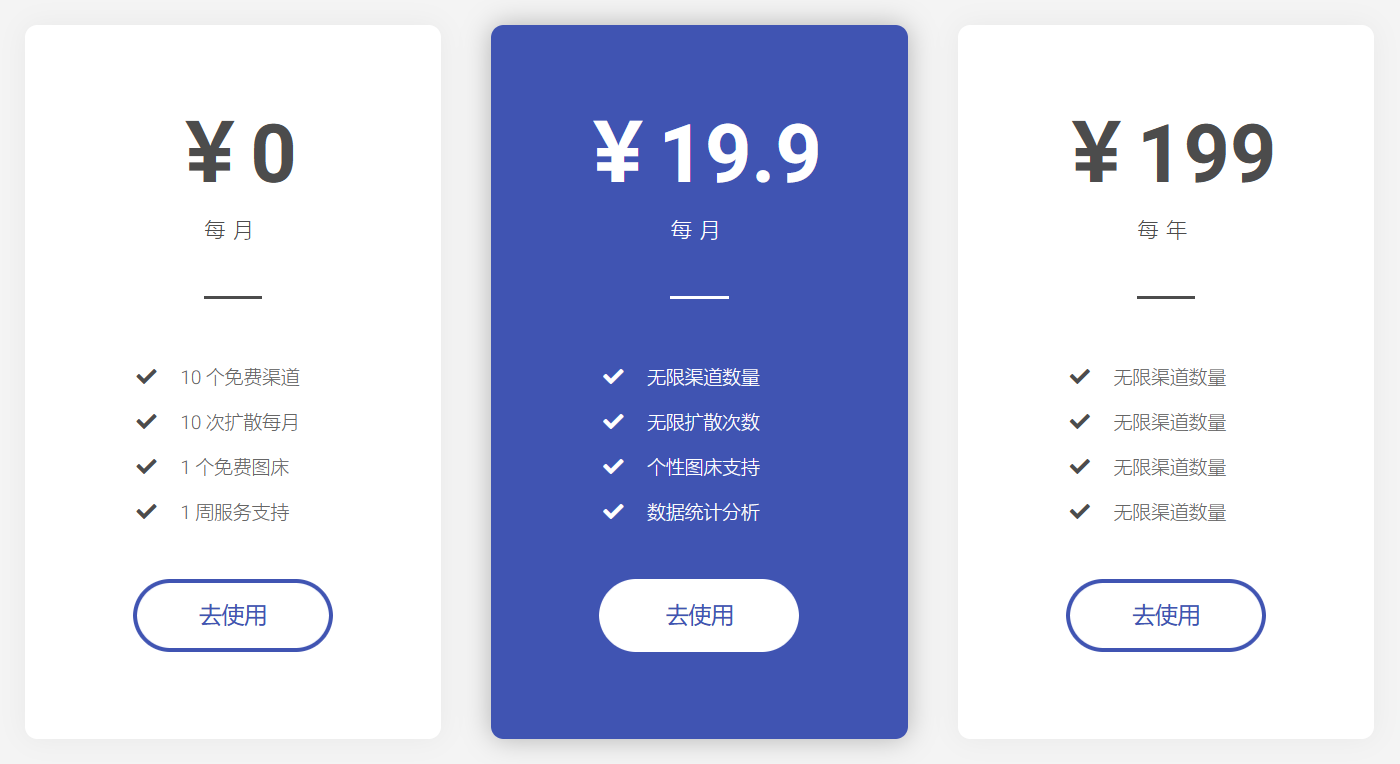 ¥ 0
每 月
10 个免费渠道
10 次扩散每月
1 个免费图床
1 周服务支持
去使用
¥ 19.9
每 月
无限渠道数量
无限扩散次数
个性图床支持
数据统计分析
去使用
¥ 199
每 年
无限渠道数量
无限渠道数量
无限渠道数量
无限渠道数量
去使用